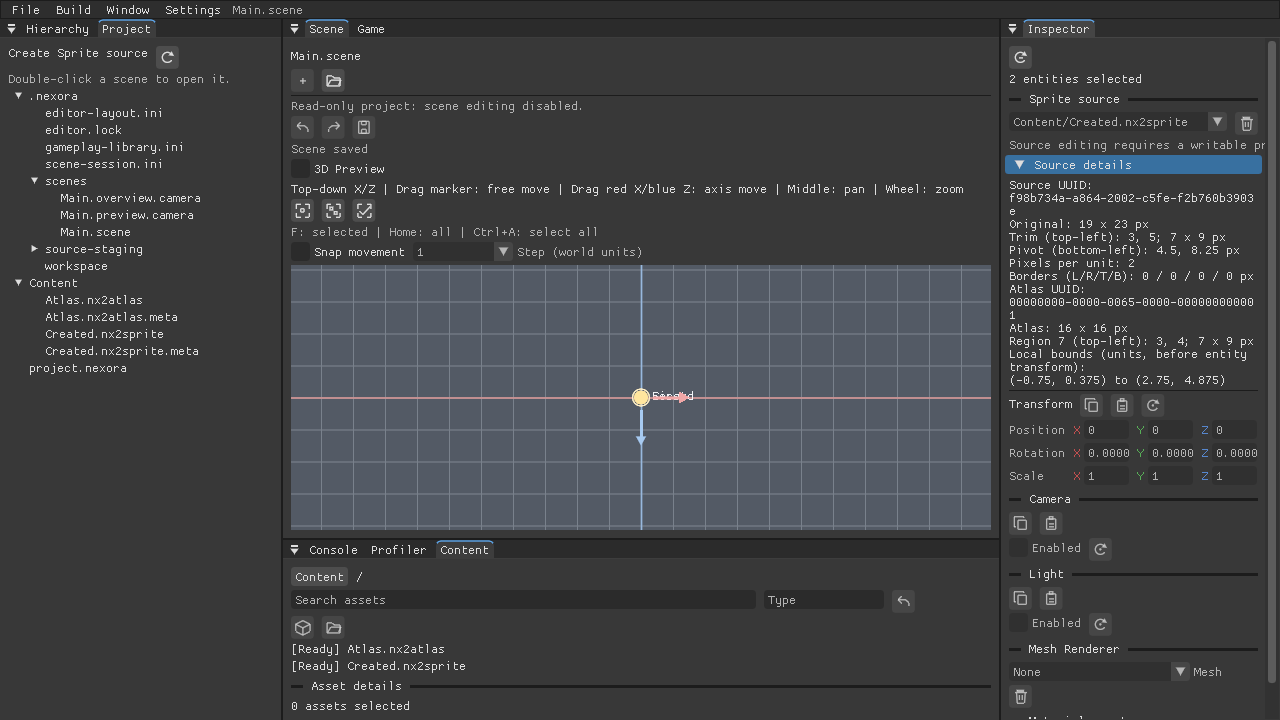 File Build Window Settings Main.scene
Hierarchy Project
Create Sprite source
Double-click a scene to open it.
.nexora
editor-layout.ini
editor.lock
gameplay-library.ini
scene-session.ini
scenes
Main.overview.camera
Main.preview.camera
Main.scene
source-staging
workspace
Content
Atlas.nx2atlas
Atlas.nx2atlas.meta
Created.nx2sprite
Created.nx2sprite.meta
project.nexora
Scene Game
Main.scene
+
Read-only project: scene editing disabled.
Scene saved
3D Preview
Top-down X/Z | Drag marker: free move | Drag red X/blue Z: axis move | Middle: pan | Wheel: zoom
F: selected | Home: all | Ctrl+A: select all
Snap movement 1 Step (world units)
Console Profiler Content
Content /
Search assets Type
[Ready] Atlas.nx2atlas
[Ready] Created.nx2sprite
Asset details
0 assets selected
Inspector
2 entities selected
Sprite source
Content/Created.nx2sprite
Source editing requires a writable pr
Source details
Source UUID:
f98b734a-a864-2002-c5fe-f2b760b3903
e
Original: 19 x 23 px
Trim (top-left): 3, 5; 7 x 9 px
Pivot (bottom-left): 4.5, 8.25 px
Pixels per unit: 2
Borders (L/R/T/B): 0 / 0 / 0 / 0 px
Atlas UUID:
00000000-0000-0065-0000-00000000000
1
Atlas: 16 x 16 px
Region 7 (top-left): 3, 4; 7 x 9 px
Local bounds (units, before entity
transform):
(-0.75, 0.375) to (2.75, 4.875)
Transform
Position X 0 Y 0 Z 0
Rotation X 0.0000 Y 0.0000 Z 0.0000
Scale X 1 Y 1 Z 1
Camera
Enabled
Light
Enabled
Mesh Renderer
None Mesh